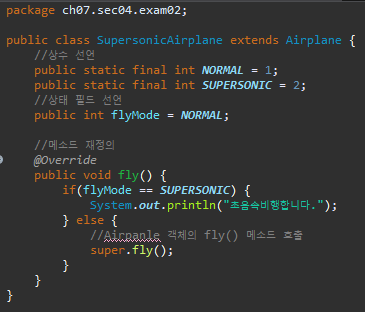 package ch07.sec04.exam02;
public class SupersonicAirplane extends Airplane {
//상수 선언
public static final int NORMAL = 1;
public static final int SUPERSONIC = 2;
//상태 필드 선언
public int flyMode = NORMAL;
//메소드 재정의
@Override
public void fly() {
if(flyMode == SUPERSONIC) {
System.out.println("초음속비행합니다.");
} else {
//Airpanle 객체의 fly() 메소드 호출
super.fly();
}
}
}